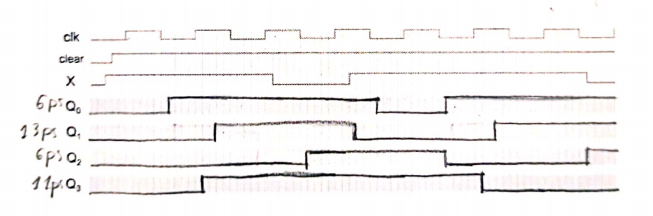 clk
clear
X
6ps Q₀
13ps Q₁
6ps Q₂
11ps Q₃